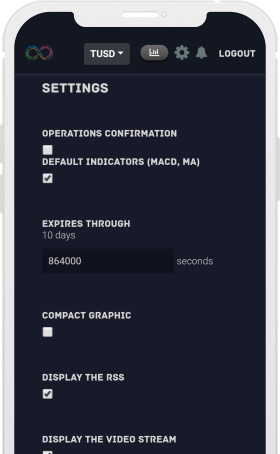 TUSD LOGOUT
SETTINGS
OPERATIONS CONFIRMATION
DEFAULT INDICATORS (MACD, MA)
EXPIRES THROUGH
10 days
864000 seconds
COMPACT GRAPHIC
DISPLAY THE RSS
DISPLAY THE VIDEO STREAM